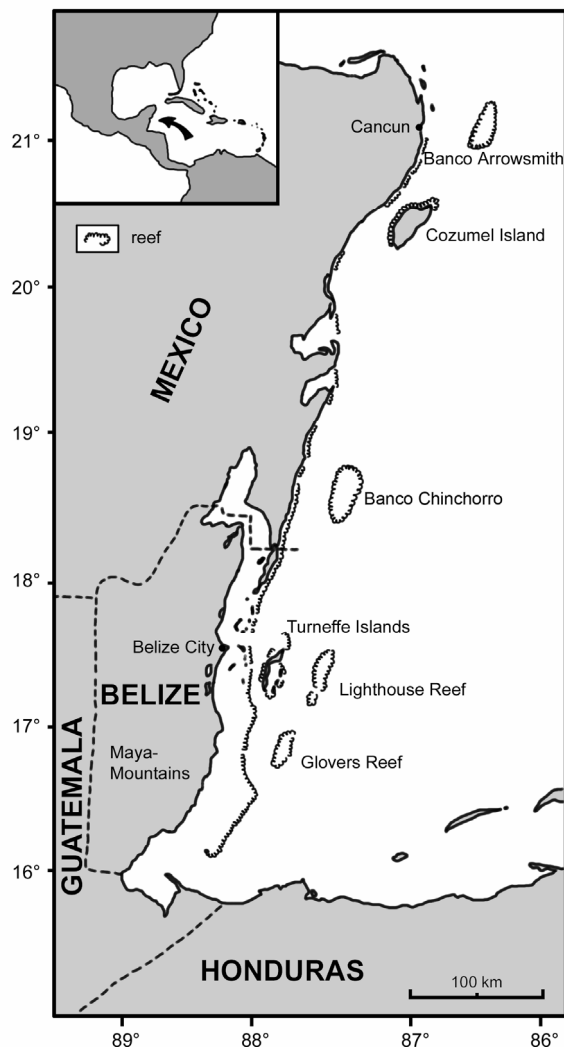 21°
Cancun
Banco Arrowsmith
Cozumel Island
reef
20°
MEXICO
19°
Banco Chinchorro
18°
Turneffe Islands
Belize City
BELIZE
Lighthouse Reef
17°
Maya-
Mountains
Glovers Reef
GUATEMALA
16°
HONDURAS
100 km
89°
88°
87°
86°